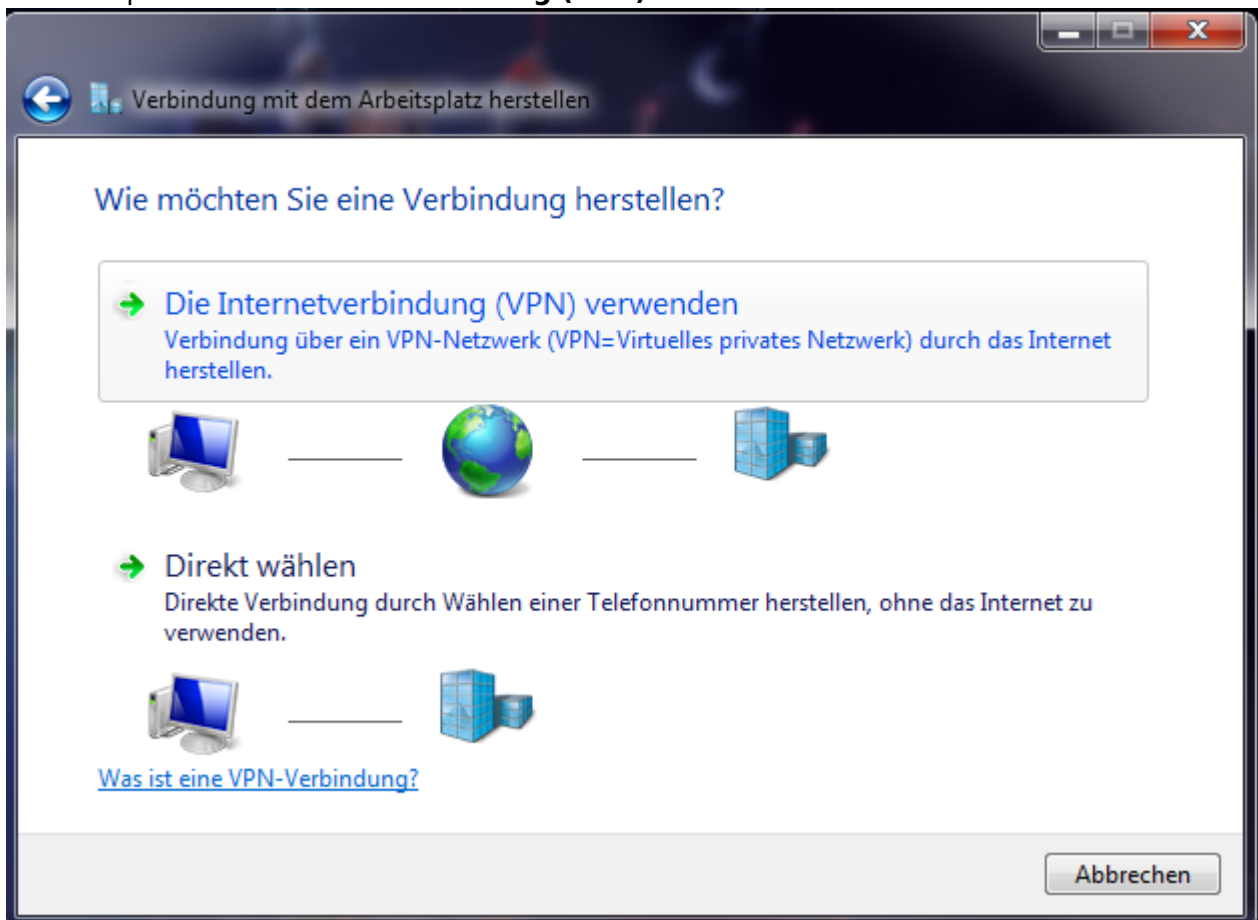 Verbindung mit dem Arbeitsplatz herstellen
Wie möchten Sie eine Verbindung herstellen?
Die Internetverbindung (VPN) verwenden
Verbindung über ein VPN-Netzwerk (VPN=Virtuelles privates Netzwerk) durch das Internet
herstellen.
Direkt wählen
Direkte Verbindung durch Wählen einer Telefonnummer herstellen, ohne das Internet zu
verwenden.
Was ist eine VPN-Verbindung?
Abbrechen